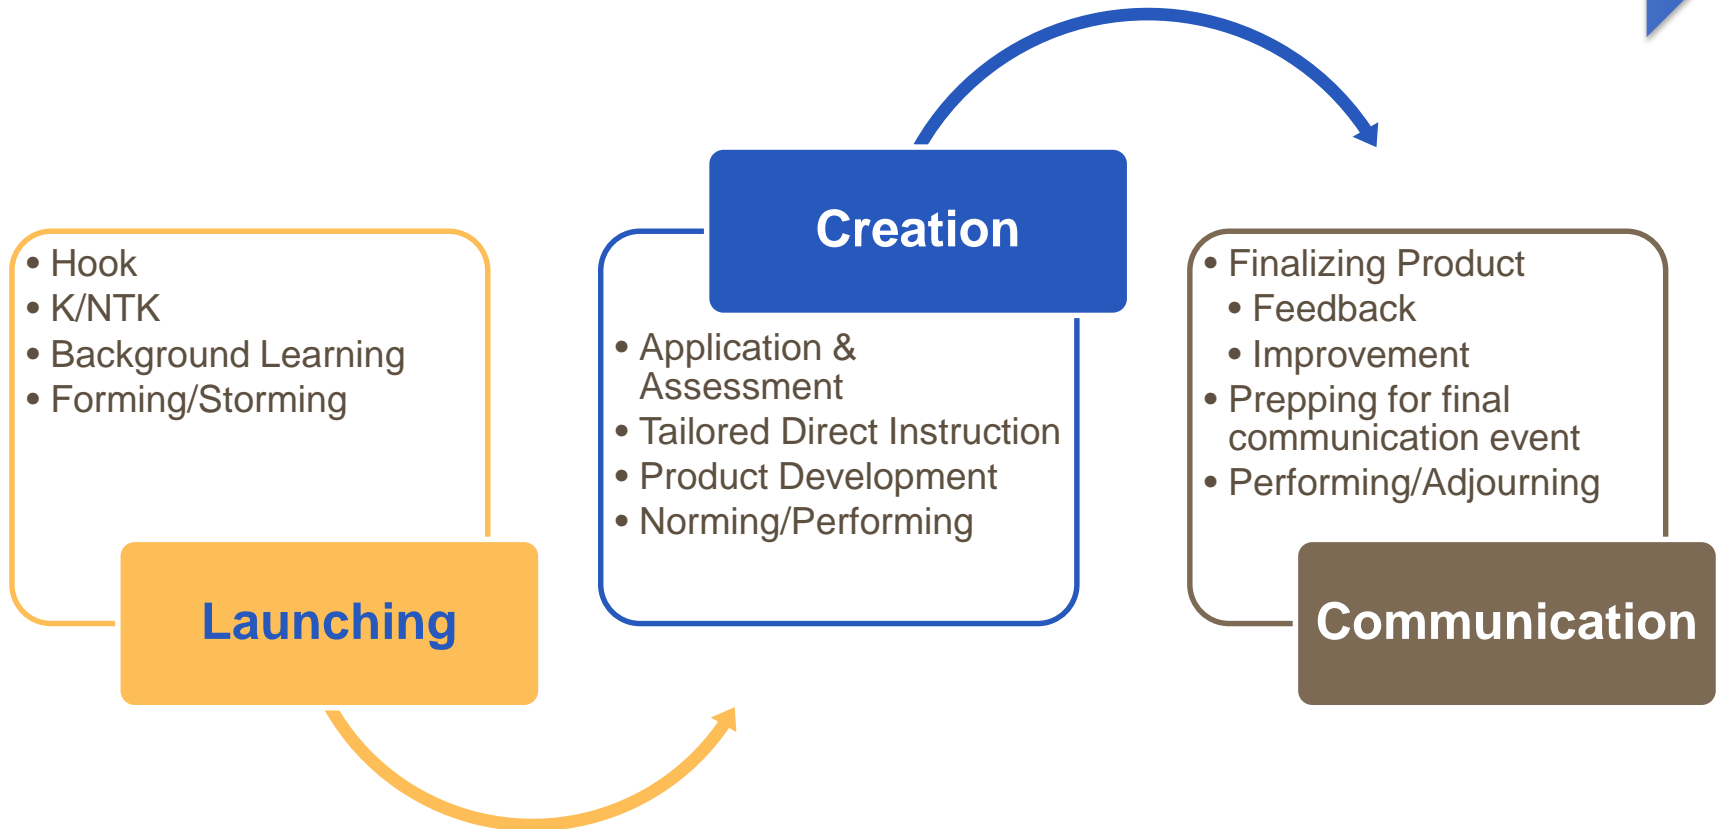 • Hook
• K/NTK
• Background Learning
• Forming/Storming
Launching
Creation
• Application &
Assessment
• Tailored Direct Instruction
• Product Development
• Norming/Performing
• Finalizing Product
• Feedback
• Improvement
• Prepping for final
communication event
• Performing/Adjourning
Communication